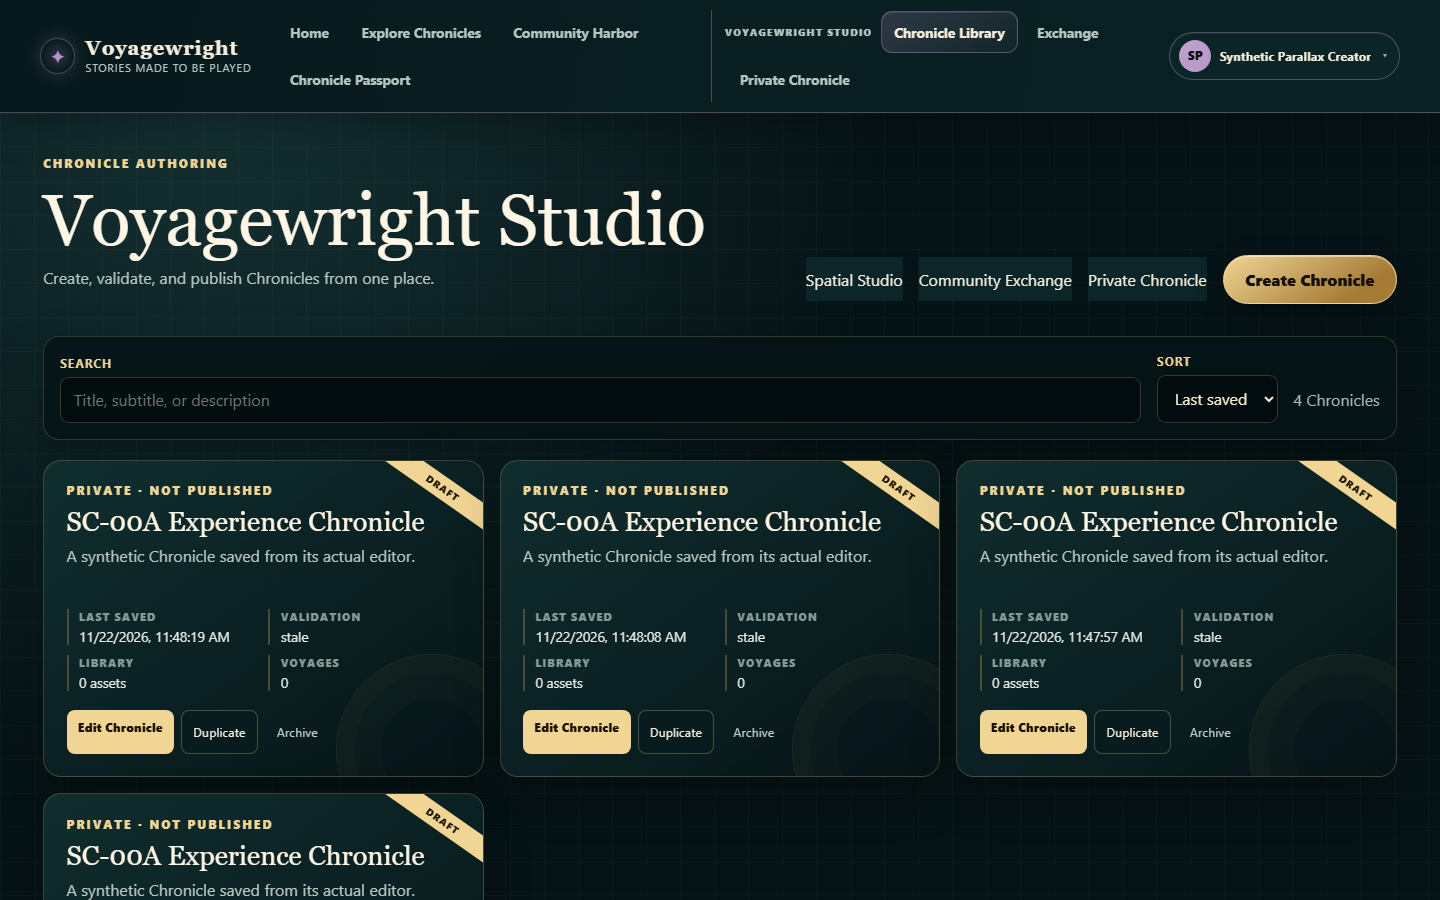 Voyagewright
STORIES MADE TO BE PLAYED
Home
Explore Chronicles
Community Harbor
Chronicle Passport
VOYAGEWRIGHT STUDIO
Chronicle Library
Exchange
Private Chronicle
SP
Synthetic Parallax Creator
CHRONICLE AUTHORING
Voyagewright Studio
Create, validate, and publish Chronicles from one place.
Spatial Studio
Community Exchange
Private Chronicle
Create Chronicle
SEARCH
Title, subtitle, or description
SORT
Last saved
4 Chronicles
DRAFT
PRIVATE · NOT PUBLISHED
SC-00A Experience Chronicle
A synthetic Chronicle saved from its actual editor.
LAST SAVED
11/22/2026, 11:48:19 AM
VALIDATION
stale
LIBRARY
0 assets
VOYAGES
0
Edit Chronicle
Duplicate
Archive
DRAFT
PRIVATE · NOT PUBLISHED
SC-00A Experience Chronicle
A synthetic Chronicle saved from its actual editor.
LAST SAVED
11/22/2026, 11:48:08 AM
VALIDATION
stale
LIBRARY
0 assets
VOYAGES
0
Edit Chronicle
Duplicate
Archive
DRAFT
PRIVATE · NOT PUBLISHED
SC-00A Experience Chronicle
A synthetic Chronicle saved from its actual editor.
LAST SAVED
11/22/2026, 11:47:57 AM
VALIDATION
stale
LIBRARY
0 assets
VOYAGES
0
Edit Chronicle
Duplicate
Archive
DRAFT
PRIVATE · NOT PUBLISHED
SC-00A Experience Chronicle
A synthetic Chronicle saved from its actual editor.